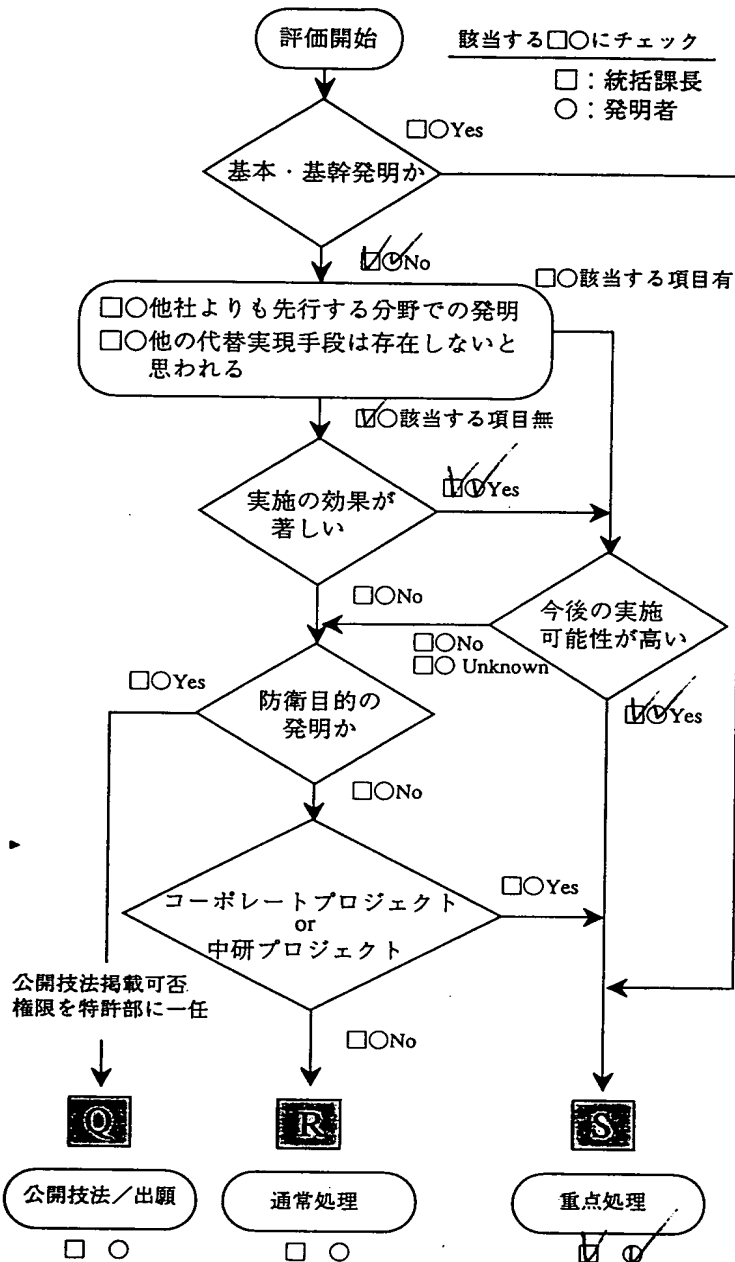 評価開始
該当する□○にチェック
□：統括課長
○：発明者
□○Yes
基本・基幹発明か
☑○No
□○該当する項目有
□○他社よりも先行する分野での発明
□○他の代替実現手段は存在しないと
思われる
☑○該当する項目無
実施の効果が
著しい
☑○Yes
□○No
今後の実施
可能性が高い
□○No
□○ Unknown
□○Yes
防衛目的の
発明か
☑○Yes
□○No
コーポレートプロジェクト
or
中研プロジェクト
□○Yes
公開技法掲載可否
権限を特許部に一任
□○No
Q
R
S
公開技法／出願
通常処理
重点処理
□ ○
□ ○
☑ ○